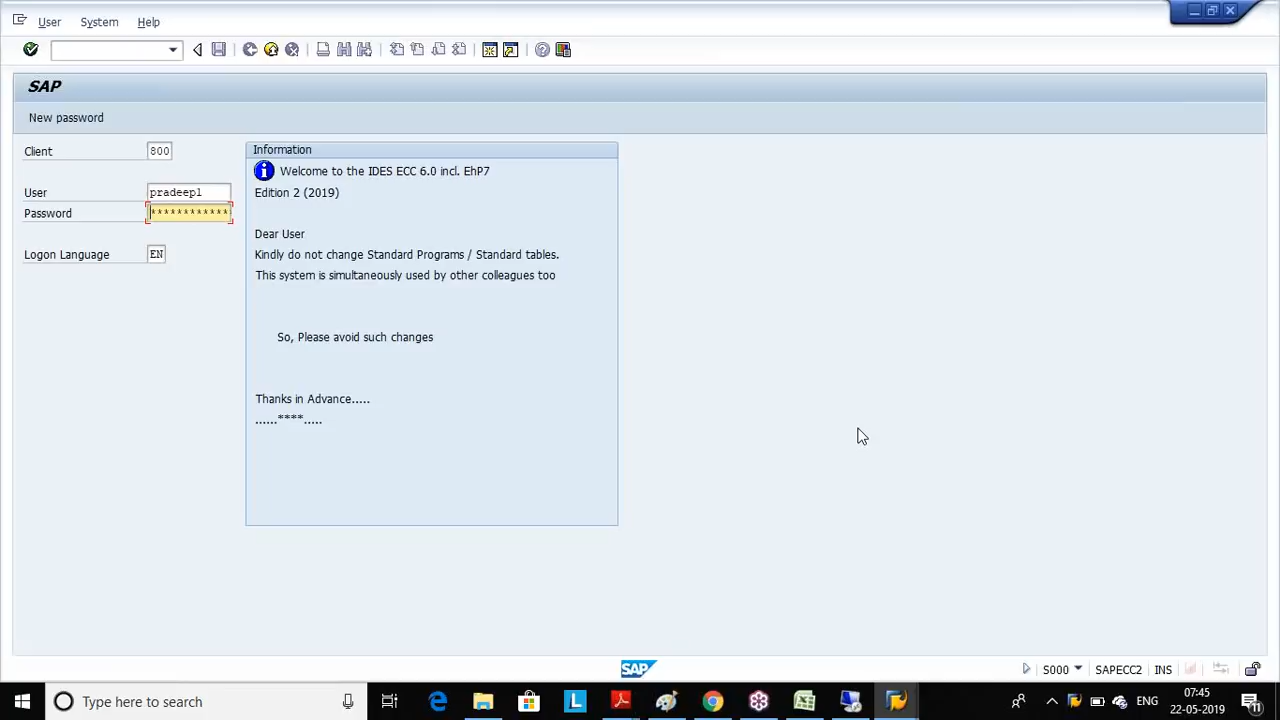 User System Help
SAP
New password
Client 800
User pradeep1
Password ************
Logon Language EN
Information
Welcome to the IDES ECC 6.0 incl. EhP7
Edition 2 (2019)
Dear User
Kindly do not change Standard Programs / Standard tables.
This system is simultaneously used by other colleagues too
So, Please avoid such changes
Thanks in Advance.....
......****.....
SAP
S000 SAPECC2 INS
Type here to search
L
ENG
07:45
22-05-2019
11